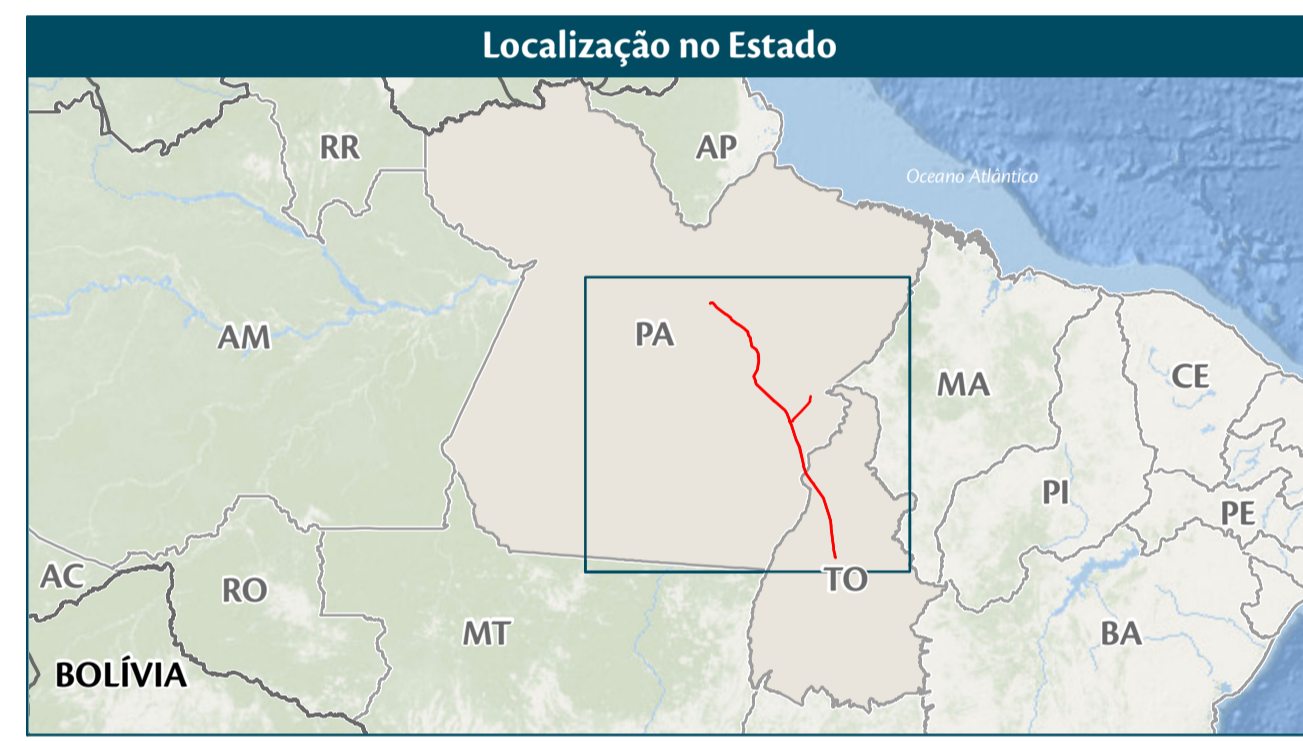 Localização no Estado
RR
AP
Oceano Atlântico
AM
PA
MA
CE
PI
PE
AC
RO
TO
MT
BA
BOLÍVIA